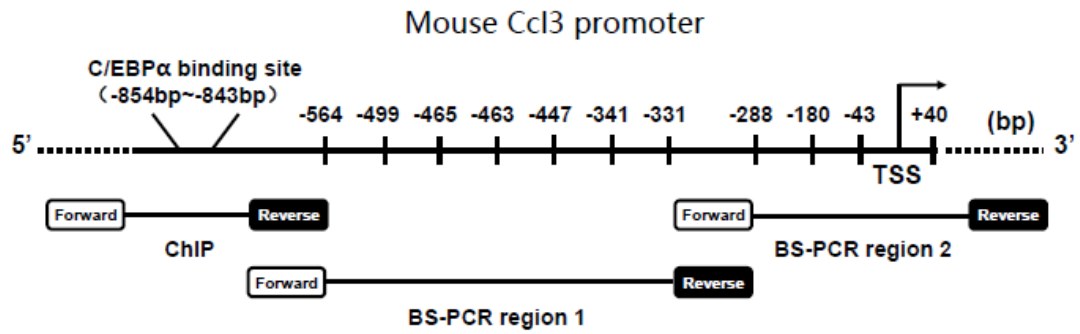 Mouse Ccl3 promoter
C/EBPα binding site
（-854bp~-843bp）
-564 -499 -465 -463 -447 -341 -331 -288 -180 -43 +40 (bp)
5’ 3’
TSS
Forward Reverse Forward Reverse
ChIP BS-PCR region 2
Forward Reverse
BS-PCR region 1